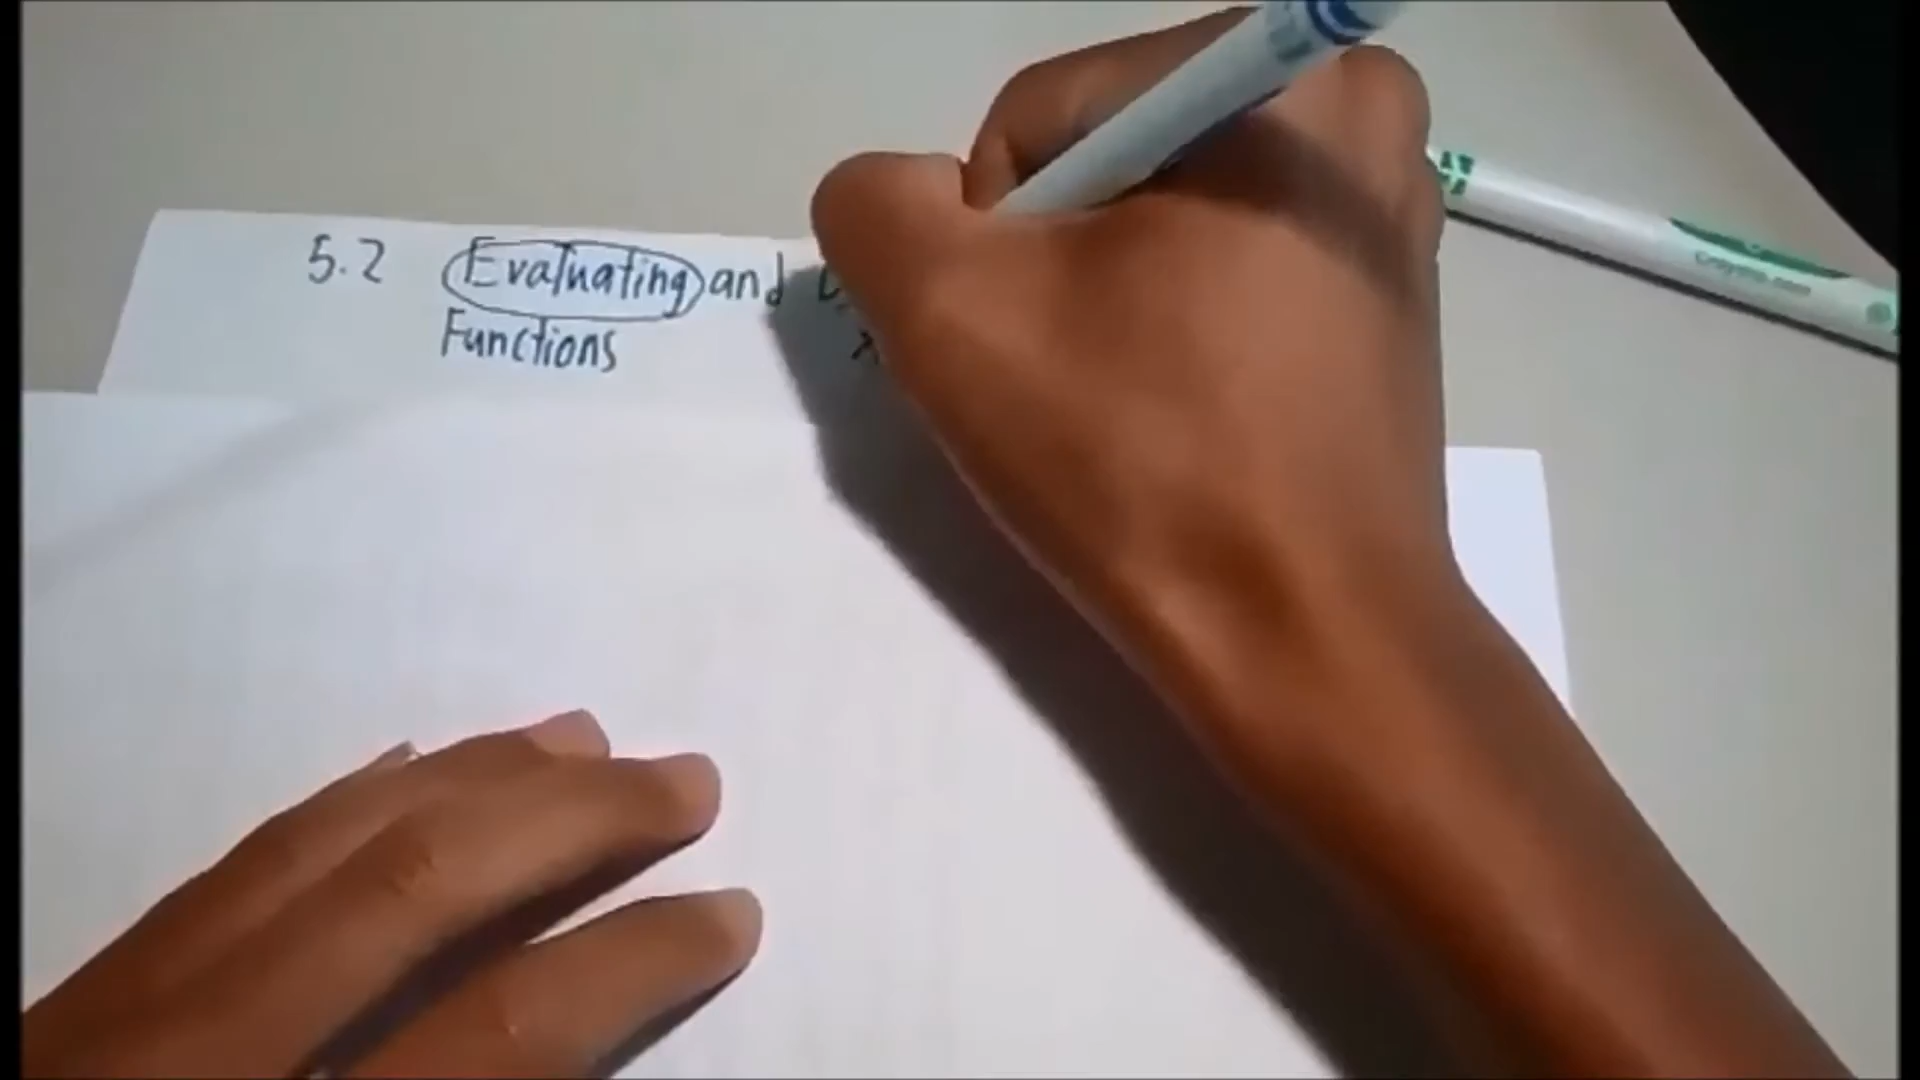 5.2 Evaluating and
Functions